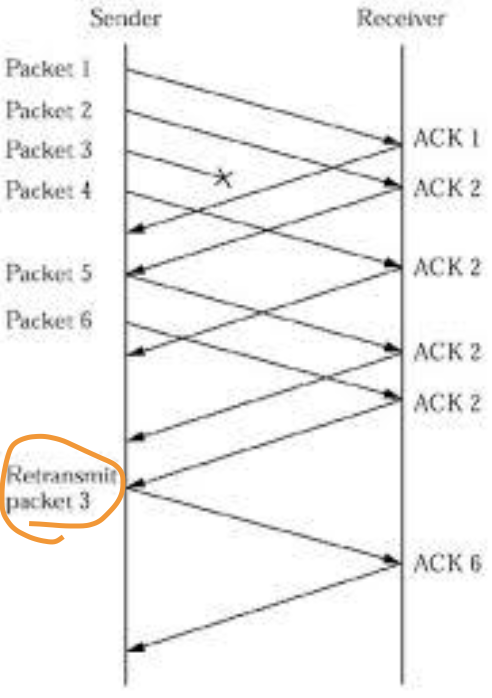 Sender
Receiver
Packet 1
Packet 2
ACK 1
Packet 3
Packet 4
ACK 2
Packet 5
ACK 2
Packet 6
ACK 2
ACK 2
Retransmit
packet 3
ACK 6